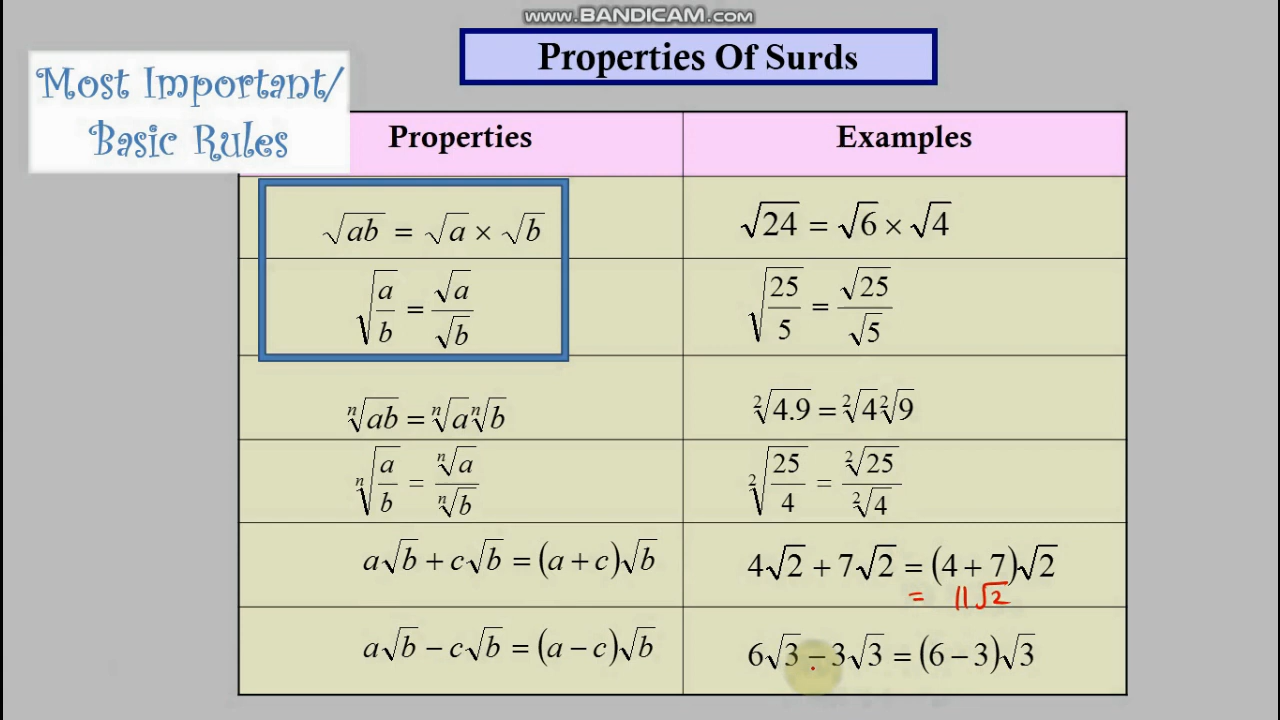 www.BANDICAM.com
Properties Of Surds
Most Important/
Basic Rules
Properties Examples
√ab = √a × √b √24 = √6 × √4
√(a/b) = √a/√b √(25/5) = √25/√5
ⁿ√ab = ⁿ√a ⁿ√b ²√4.9 = ²√4 ²√9
ⁿ√(a/b) = ⁿ√a/ⁿ√b ²√(25/4) = ²√25/²√4
a√b + c√b = (a + c)√b 4√2 + 7√2 = (4 + 7)√2
= 11√2
a√b − c√b = (a − c)√b 6√3 − 3√3 = (6 − 3)√3